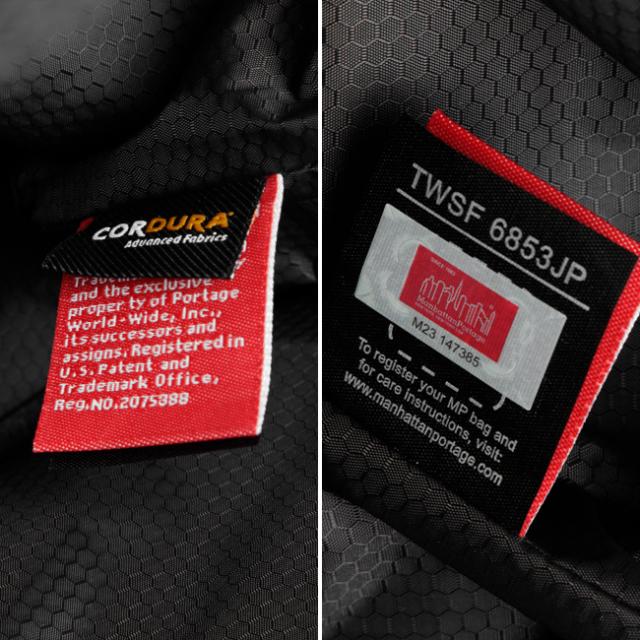 CORDURA
Advanced Fabrics
and the exclusive
property of Portage
World-Wide, Inc.,
its successors and
assigns. Registered in
U.S. Patent and
Trademark Office,
Reg.NO.2075388
TWSF 6853JP
SINCE 1983
ManhattanPortage
M23 147385
To register your MP bag and
for care instructions, visit:
www.manhattanportage.com